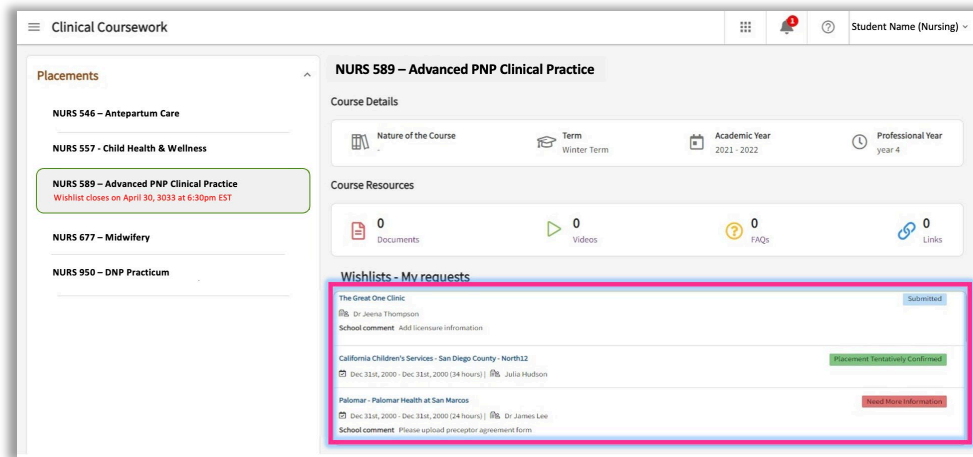 Clinical Coursework
1
Student Name (Nursing)
Placements
NURS 546 – Antepartum Care
NURS 557 - Child Health & Wellness
NURS 589 – Advanced PNP Clinical Practice
Wishlist closes on April 30, 3033 at 6:30pm EST
NURS 677 – Midwifery
NURS 950 – DNP Practicum
NURS 589 – Advanced PNP Clinical Practice
Course Details
Nature of the Course
-
Term
Winter Term
Academic Year
2021 - 2022
Professional Year
year 4
Course Resources
0
Documents
0
Videos
0
FAQs
0
Links
Wishlists - My requests
The Great One Clinic
Submitted
Dr Jeena Thompson
School comment Add licensure infromation
California Children's Services - San Diego County - North12
Placement Tentatively Confirmed
Dec 31st, 2000 - Dec 31st, 2000 (34 hours) | Julia Hudson
Palomar - Palomar Health at San Marcos
Need More Information
Dec 31st, 2000 - Dec 31st, 2000 (24 hours) | Dr James Lee
School comment Please upload preceptor agreement form